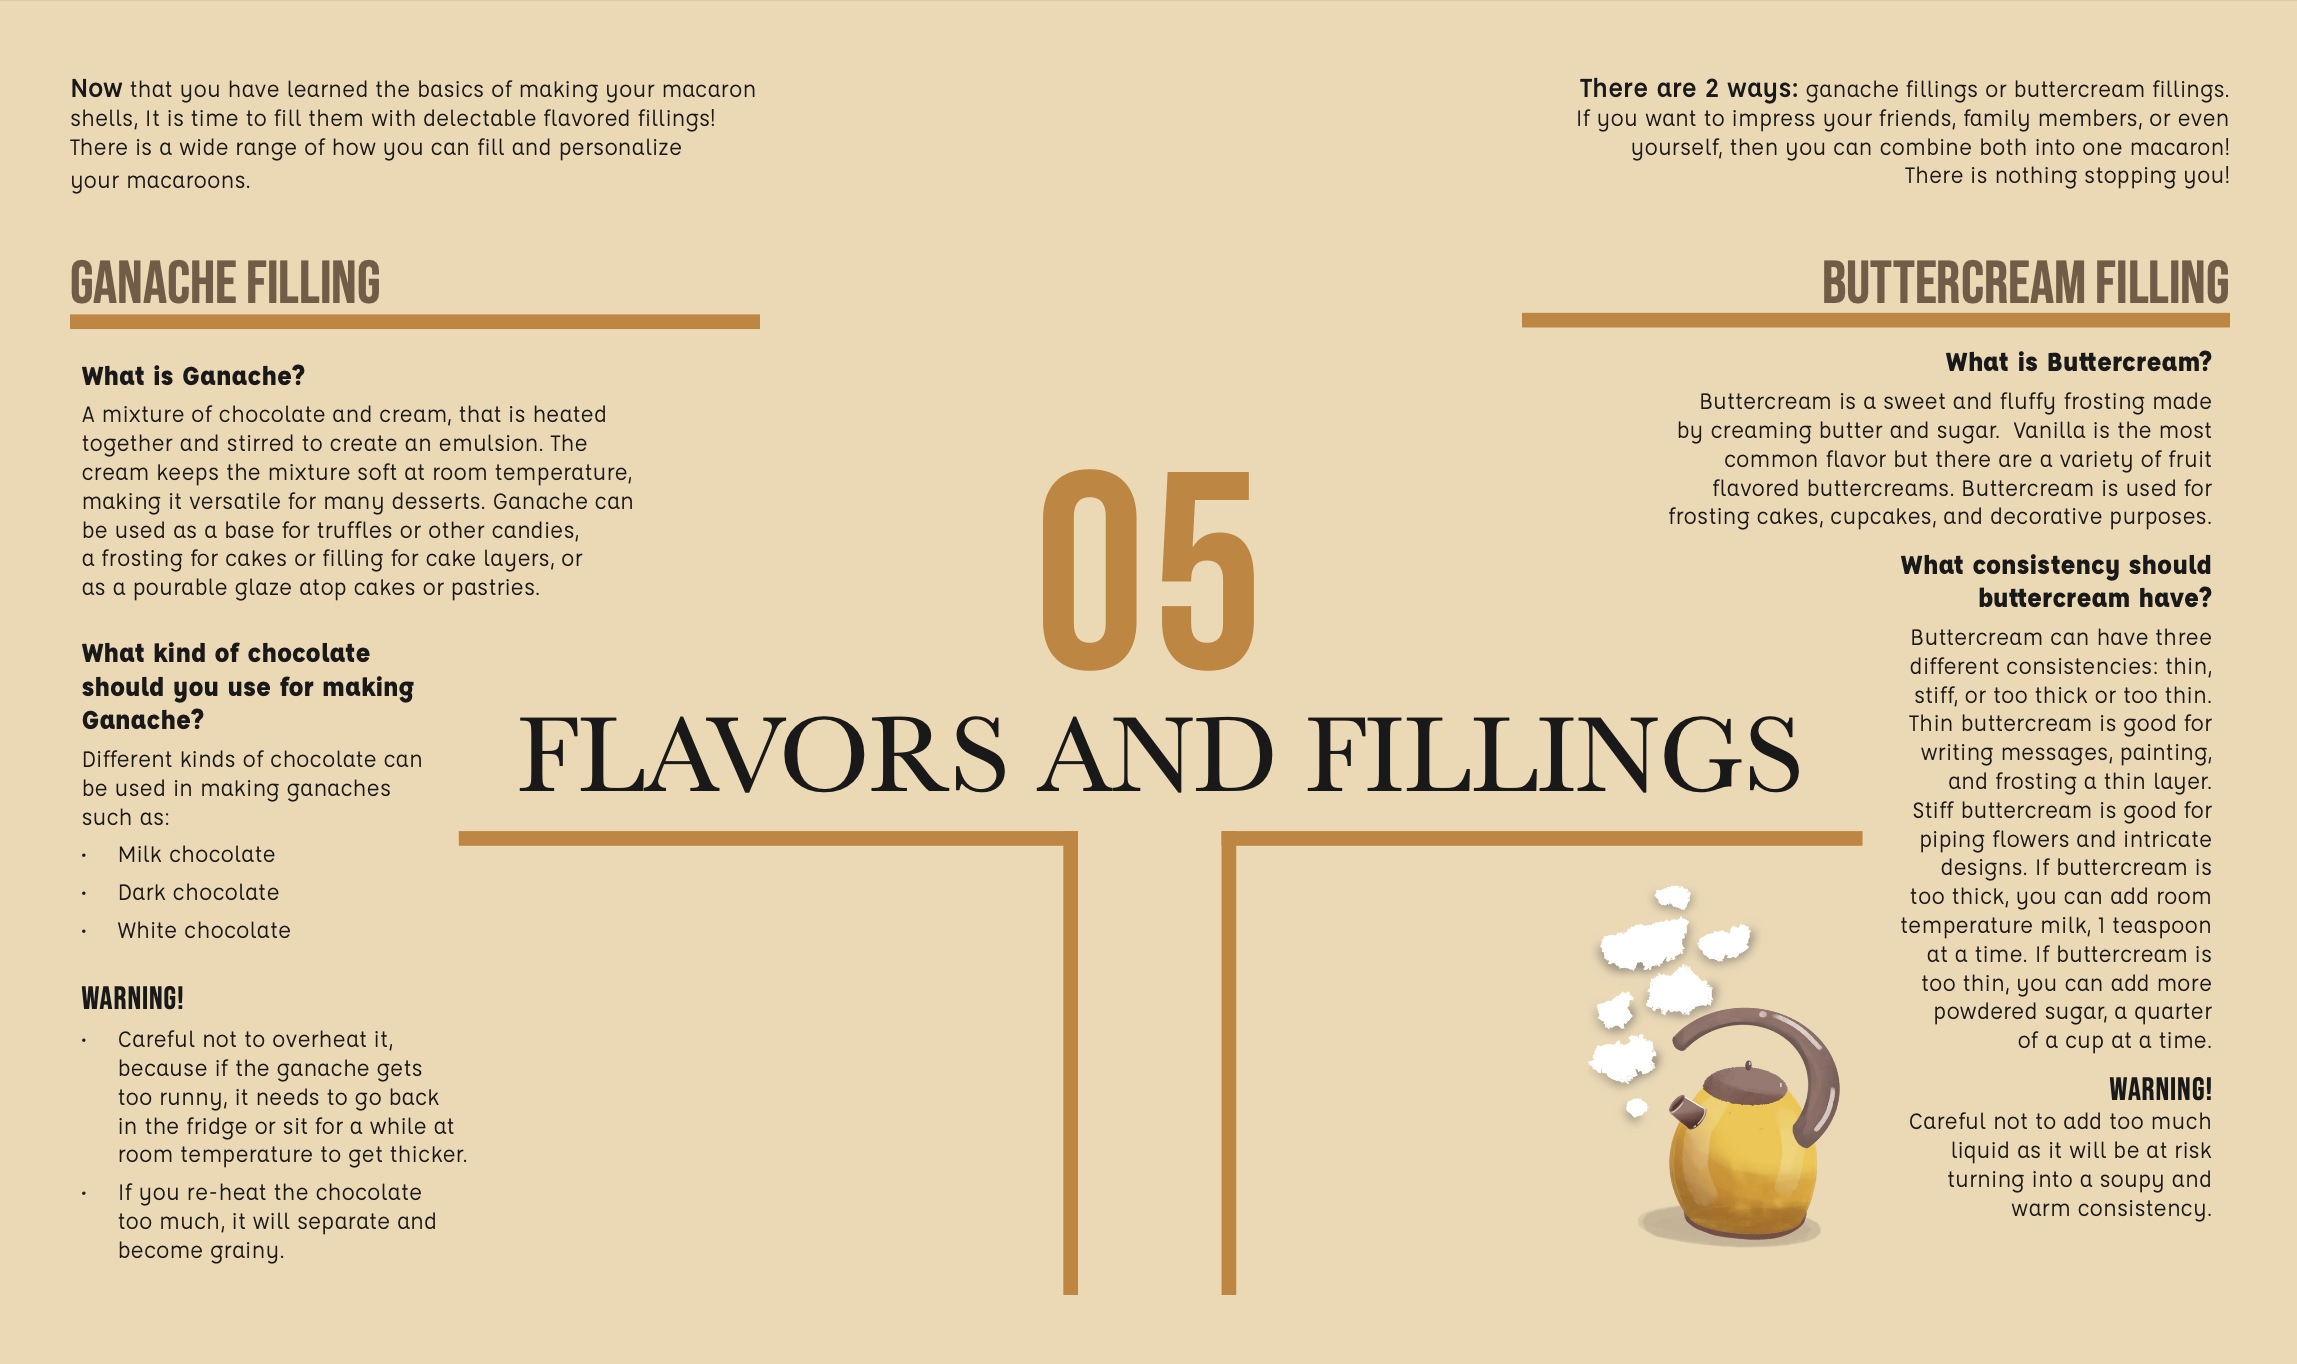 Now that you have learned the basics of making your macaron
shells, It is time to fill them with delectable flavored fillings!
There is a wide range of how you can fill and personalize
your macaroons.
There are 2 ways: ganache fillings or buttercream fillings.
If you want to impress your friends, family members, or even
yourself, then you can combine both into one macaron!
There is nothing stopping you!
GANACHE FILLING
What is Ganache?
A mixture of chocolate and cream, that is heated
together and stirred to create an emulsion. The
cream keeps the mixture soft at room temperature,
making it versatile for many desserts. Ganache can
be used as a base for truffles or other candies,
a frosting for cakes or filling for cake layers, or
as a pourable glaze atop cakes or pastries.
What kind of chocolate
should you use for making
Ganache?
Different kinds of chocolate can
be used in making ganaches
such as:
• Milk chocolate
• Dark chocolate
• White chocolate
WARNING!
• Careful not to overheat it,
because if the ganache gets
too runny, it needs to go back
in the fridge or sit for a while at
room temperature to get thicker.
• If you re-heat the chocolate
too much, it will separate and
become grainy.
05
FLAVORS AND FILLINGS
BUTTERCREAM FILLING
What is Buttercream?
Buttercream is a sweet and fluffy frosting made
by creaming butter and sugar. Vanilla is the most
common flavor but there are a variety of fruit
flavored buttercreams. Buttercream is used for
frosting cakes, cupcakes, and decorative purposes.
What consistency should
buttercream have?
Buttercream can have three
different consistencies: thin,
stiff, or too thick or too thin.
Thin buttercream is good for
writing messages, painting,
and frosting a thin layer.
Stiff buttercream is good for
piping flowers and intricate
designs. If buttercream is
too thick, you can add room
temperature milk, 1 teaspoon
at a time. If buttercream is
too thin, you can add more
powdered sugar, a quarter
of a cup at a time.
WARNING!
Careful not to add too much
liquid as it will be at risk
turning into a soupy and
warm consistency.